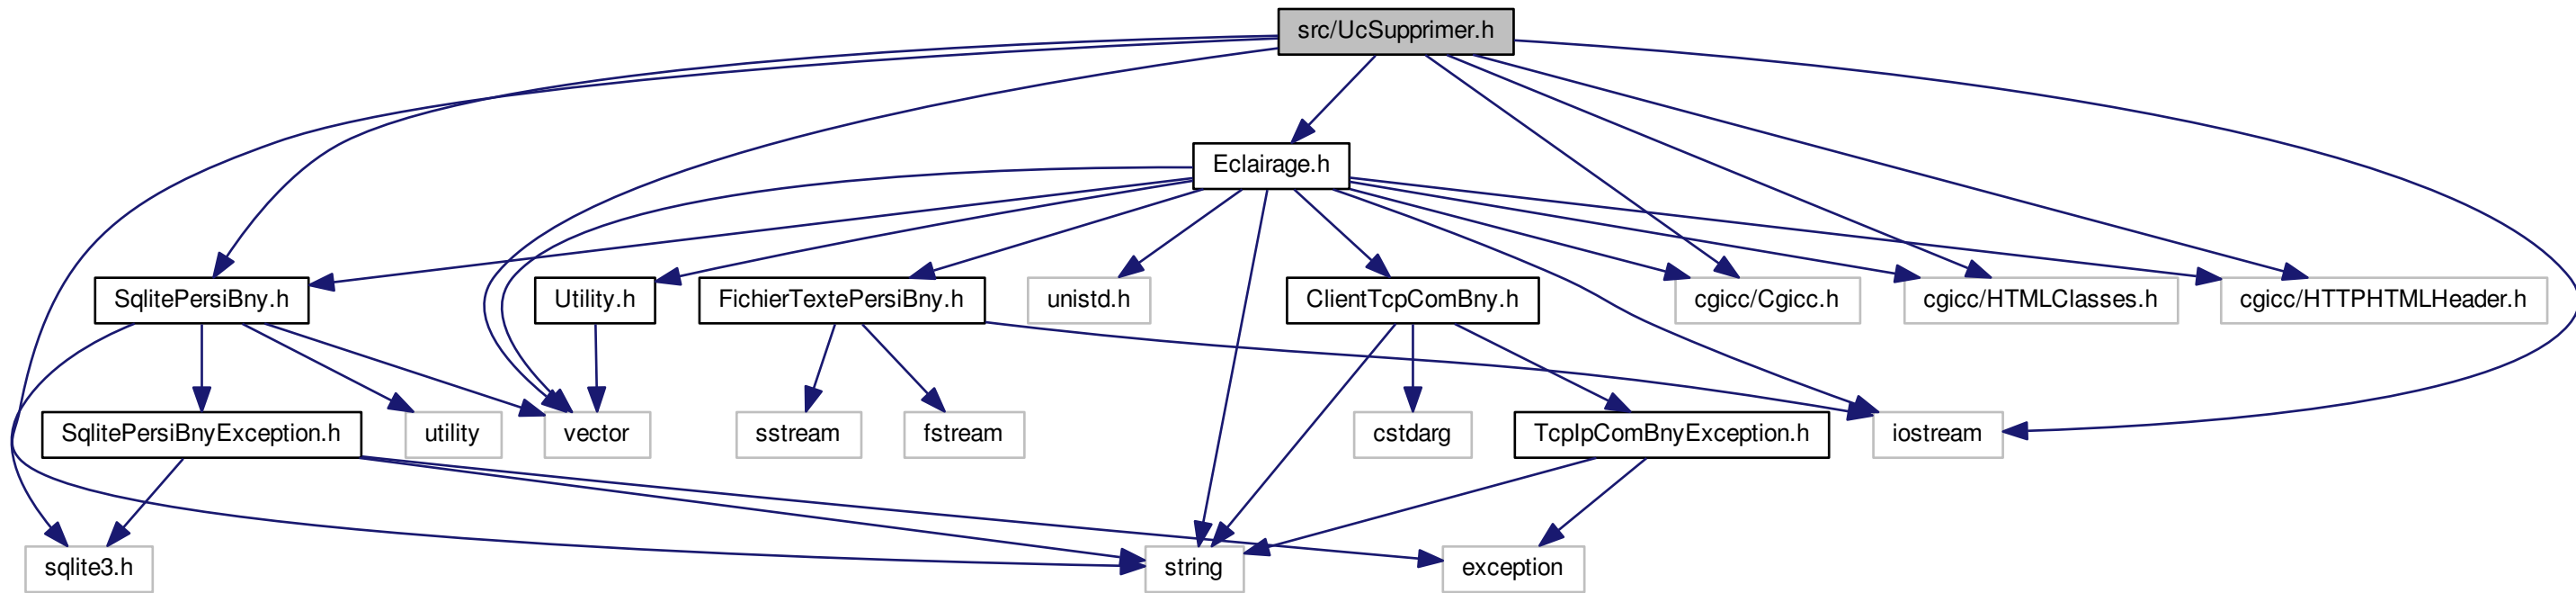 src/UcSupprimer.h
Eclairage.h
SqlitePersiBny.h
Utility.h
FichierTextePersiBny.h
unistd.h
ClientTcpComBny.h
cgicc/Cgicc.h
cgicc/HTMLClasses.h
cgicc/HTTPHTMLHeader.h
SqlitePersiBnyException.h
utility
vector
sstream
fstream
cstdarg
TcpIpComBnyException.h
iostream
sqlite3.h
string
exception